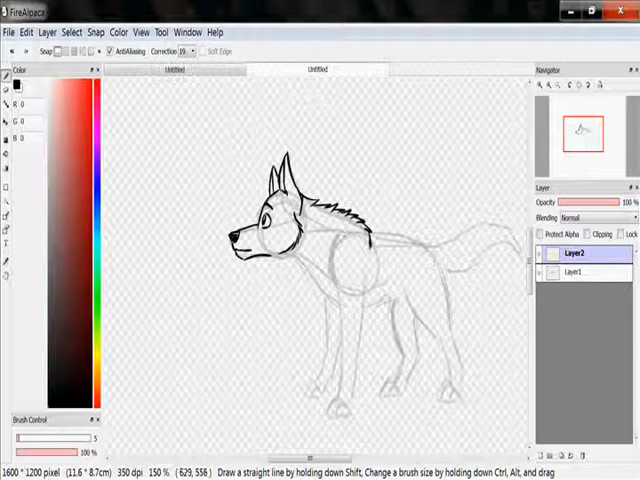 FireAlpaca
File Edit Layer Select Snap Color View Tool Window Help
Snap AntiAliasing Correction 19 Soft Edge
Color
Untitled Untitled
Navigator
R 0
G 0
B 0
Layer
Opacity 100 %
Blending Normal
Protect Alpha Clipping Lock
Layer2
Layer1
Brush Control
5
100 %
1600 * 1200 pixel (11.6 * 8.7cm) 350 dpi 150 % ( 629, 556 ) Draw a straight line by holding down Shift, Change a brush size by holding down Ctrl, Alt, and drag